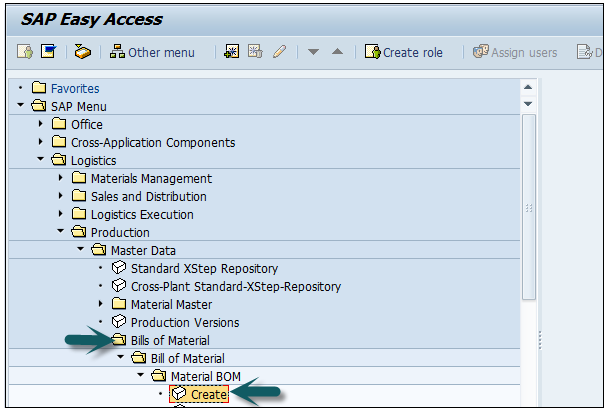 SAP Easy Access
Other menu Create role Assign users D
Favorites
SAP Menu
Office
Cross-Application Components
Logistics
Materials Management
Sales and Distribution
Logistics Execution
Production
Master Data
Standard XStep Repository
Cross-Plant Standard-XStep-Repository
Material Master
Production Versions
Bills of Material
Bill of Material
Material BOM
Create